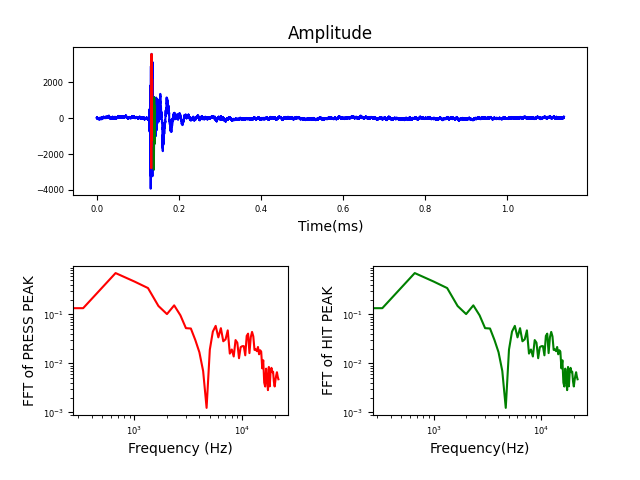 Amplitude
2000
0
−2000
−4000
0.0 0.2 0.4 0.6 0.8 1.0
Time(ms)
FFT of PRESS PEAK
10⁻¹
10⁻²
10⁻³
10³ 10⁴
Frequency (Hz)
FFT of HIT PEAK
10⁻¹
10⁻²
10⁻³
10³ 10⁴
Frequency(Hz)